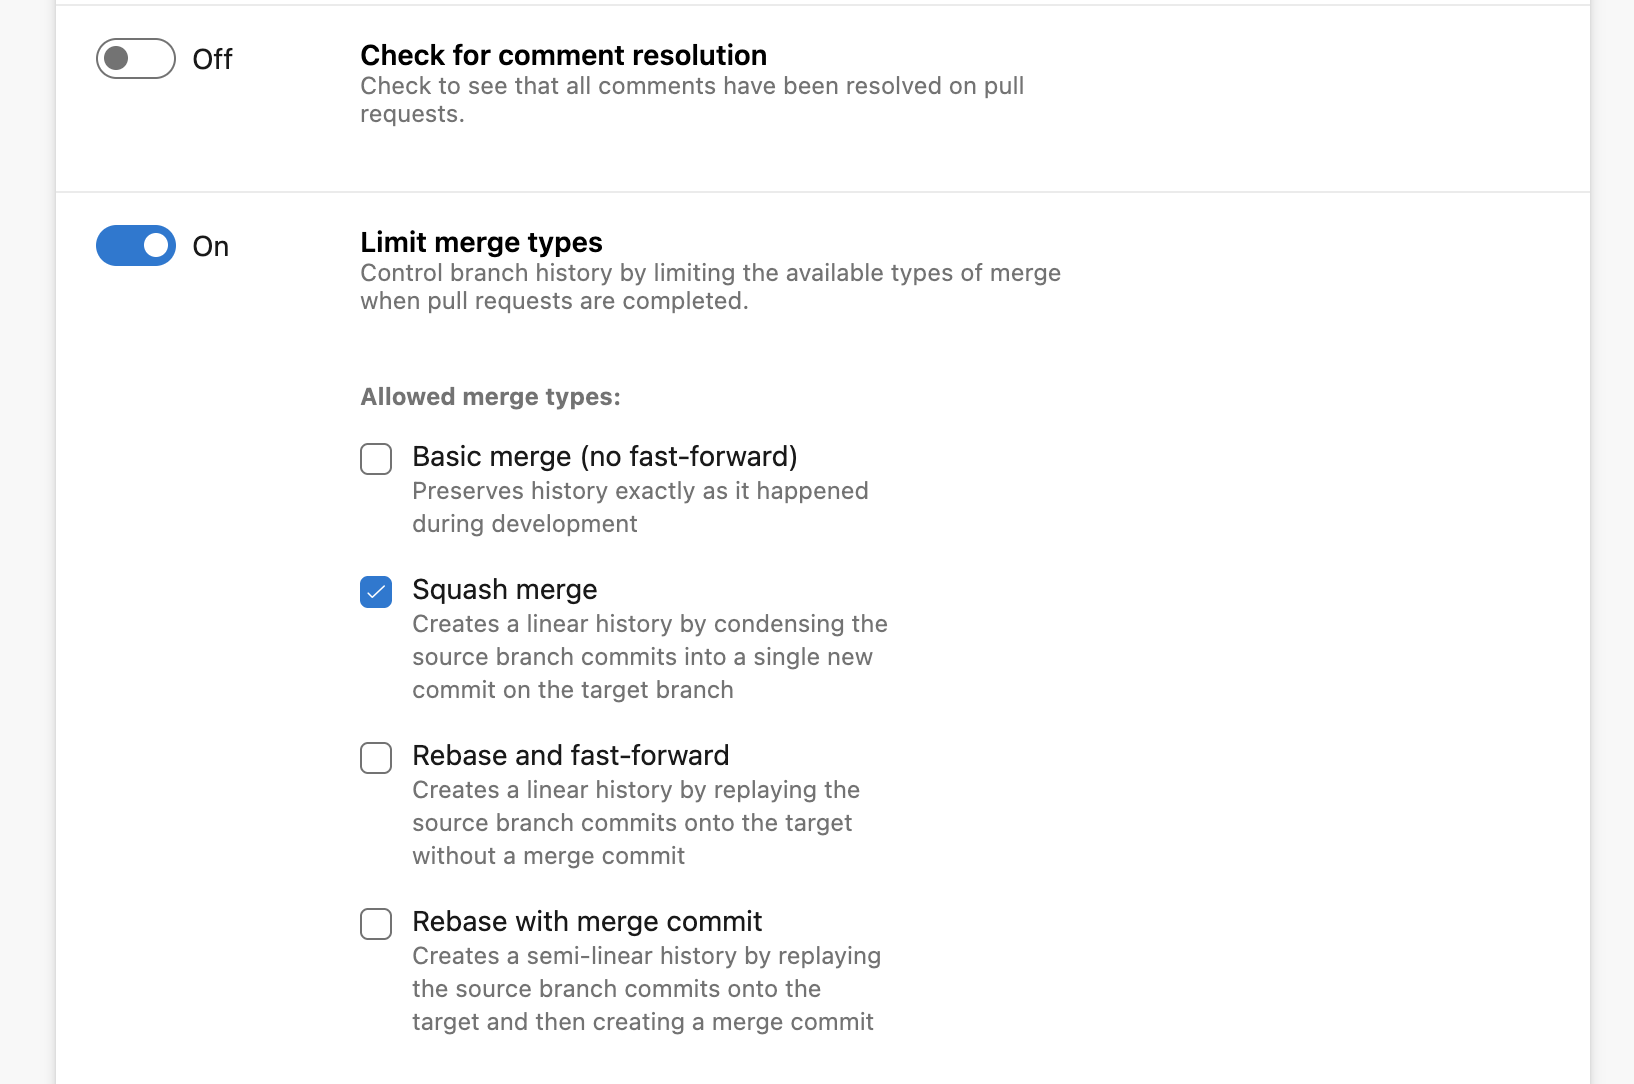 Off
Check for comment resolution
Check to see that all comments have been resolved on pull
requests.
On
Limit merge types
Control branch history by limiting the available types of merge
when pull requests are completed.
Allowed merge types:
Basic merge (no fast-forward)
Preserves history exactly as it happened
during development
Squash merge
Creates a linear history by condensing the
source branch commits into a single new
commit on the target branch
Rebase and fast-forward
Creates a linear history by replaying the
source branch commits onto the target
without a merge commit
Rebase with merge commit
Creates a semi-linear history by replaying
the source branch commits onto the
target and then creating a merge commit